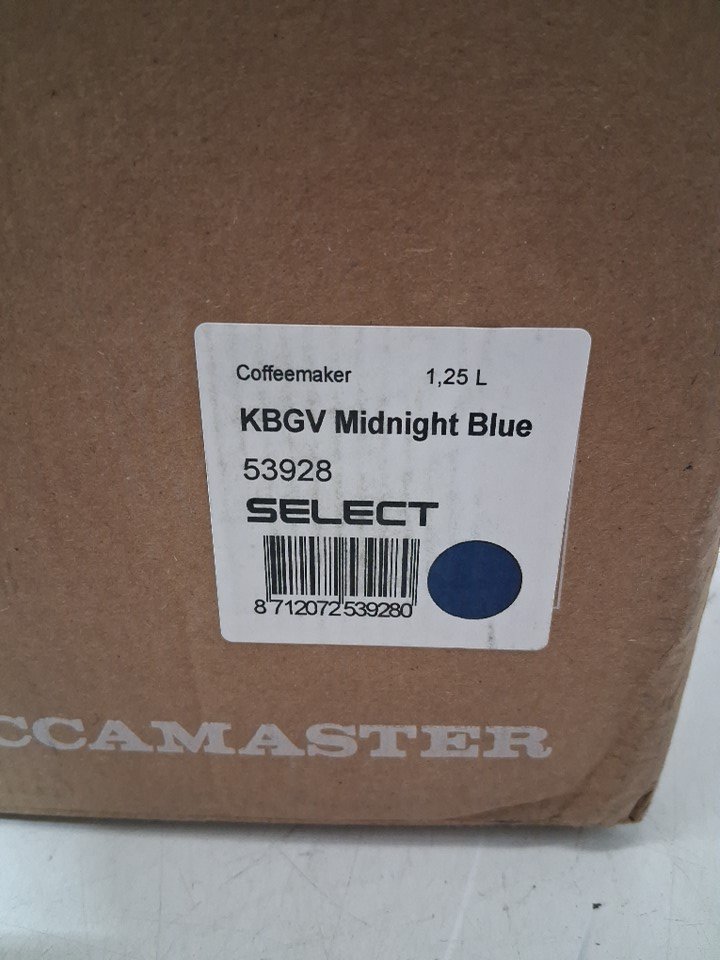 Coffeemaker 1,25 L
KBGV Midnight Blue
53928
SELECT
8 712072 539280
CCAMASTER